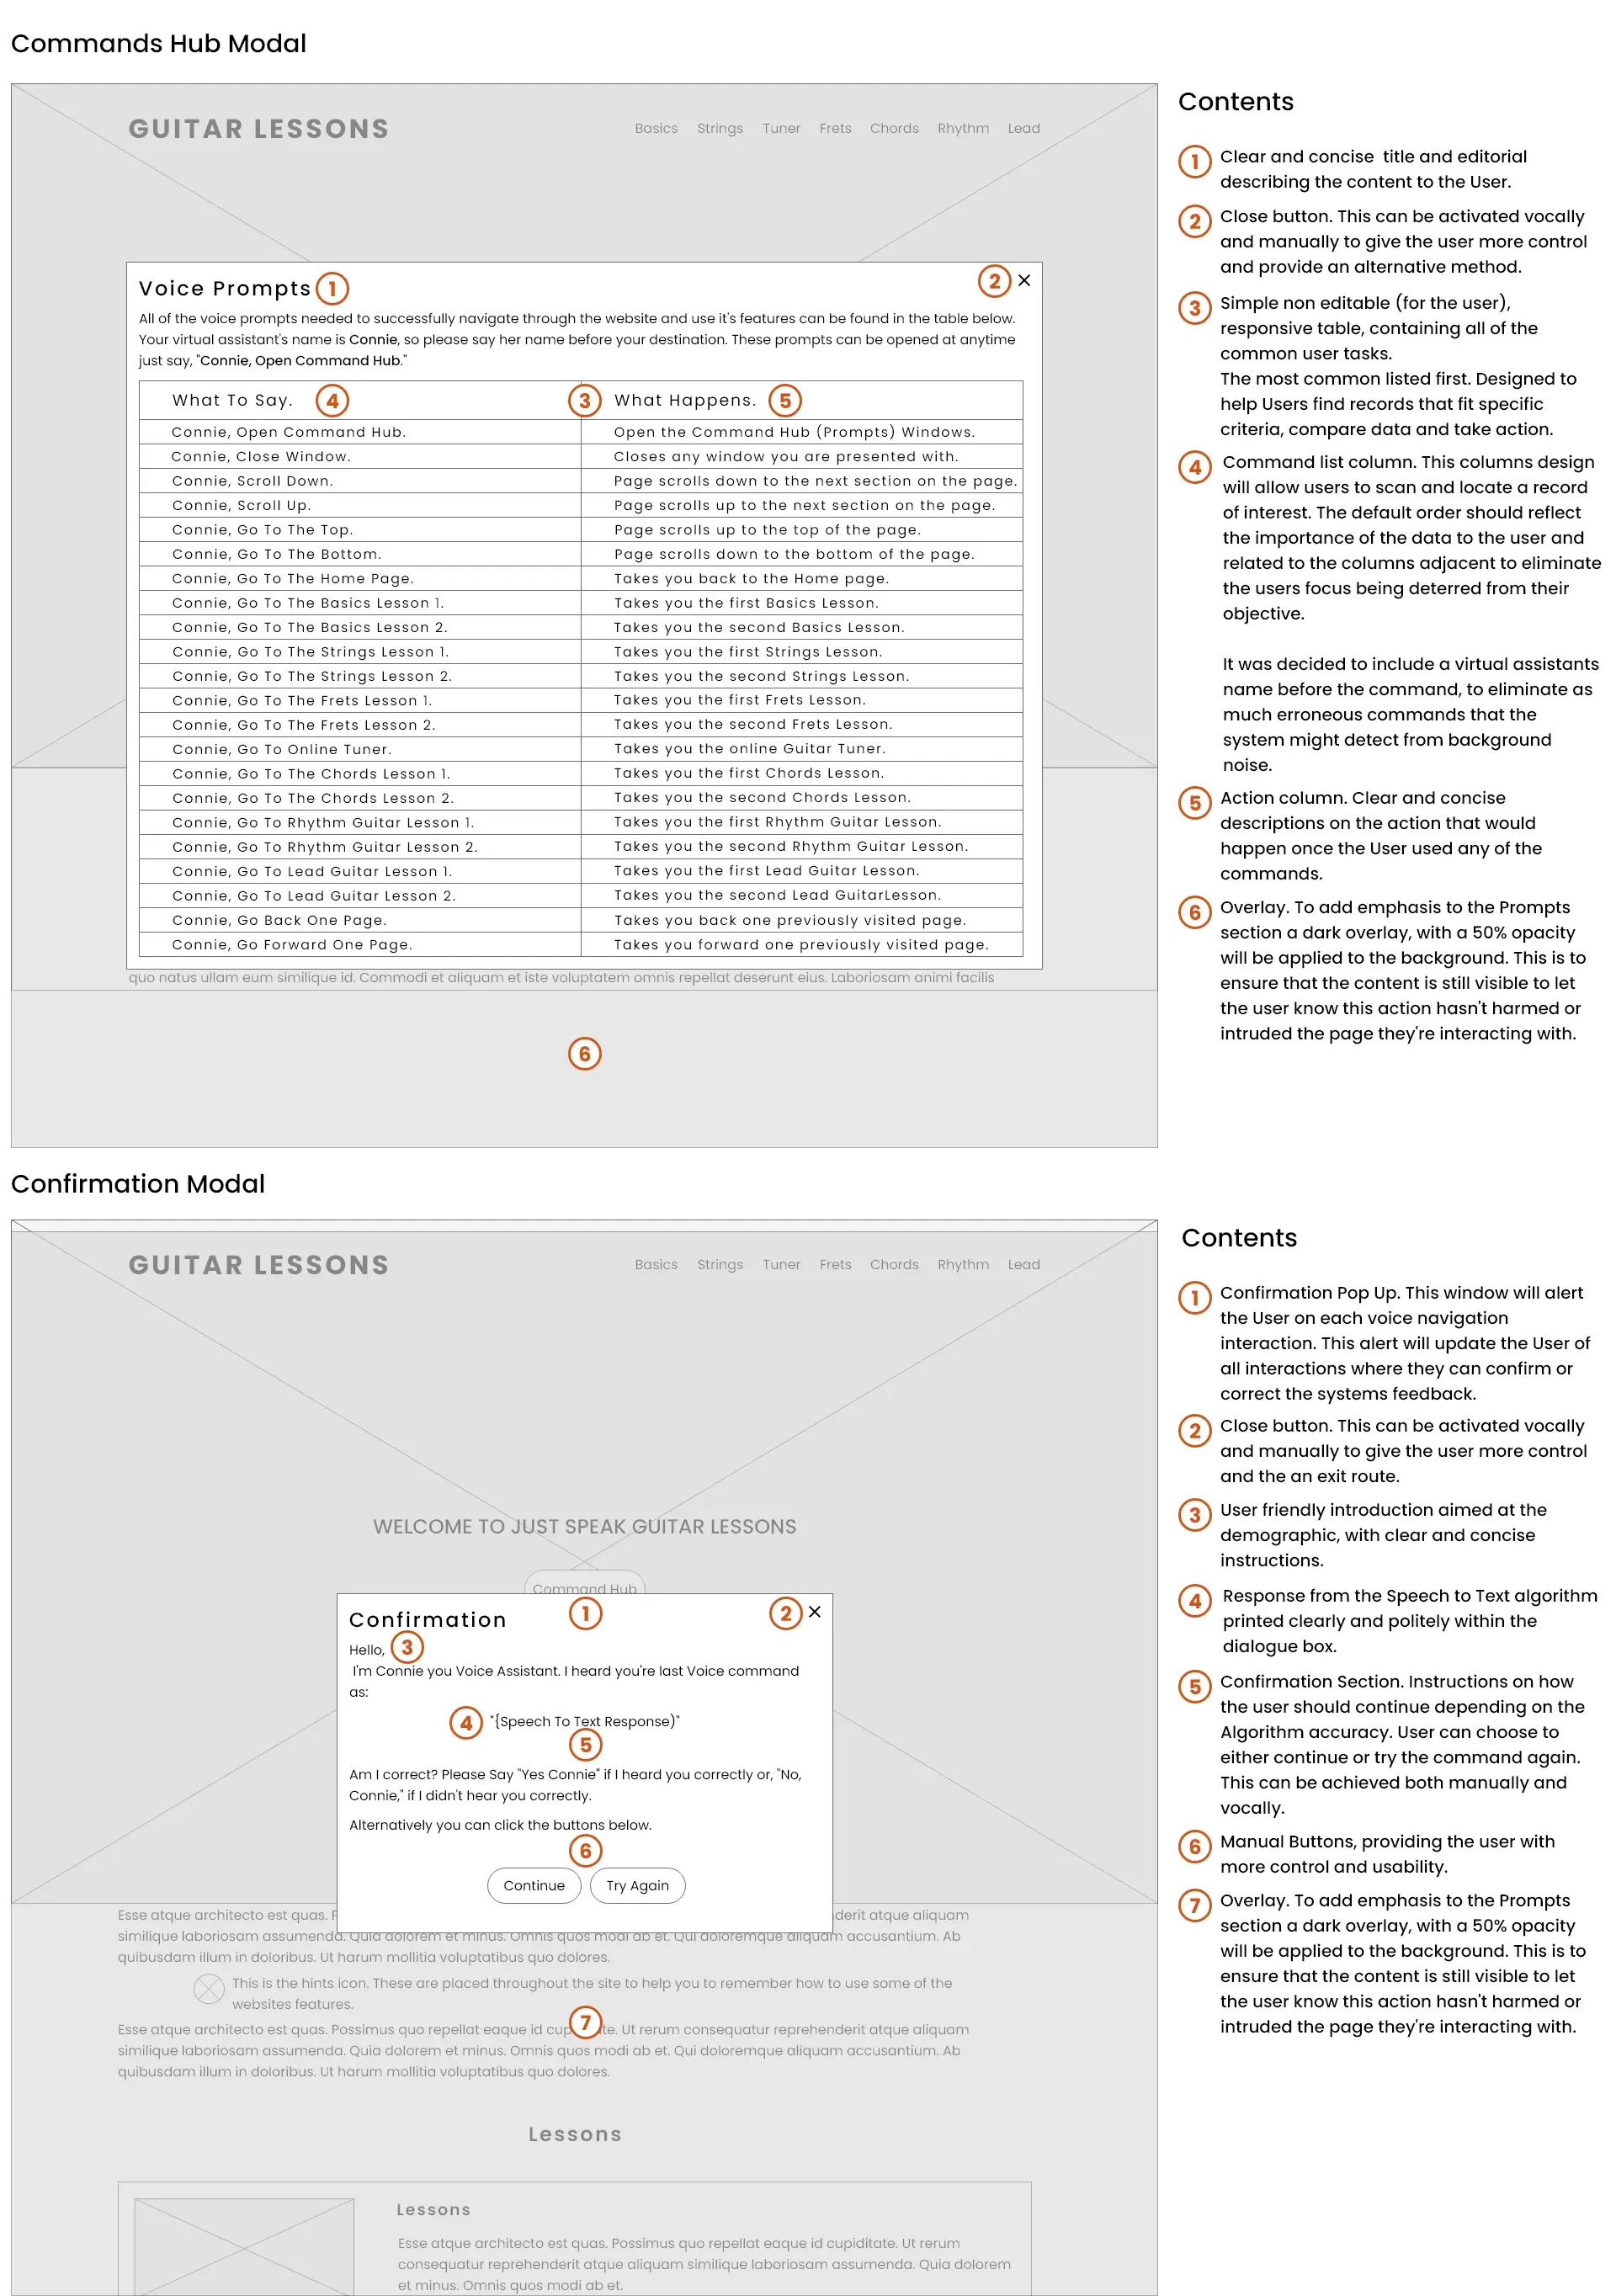 Commands Hub Modal
GUITAR LESSONS
Basics Strings Tuner Frets Chords Rhythm Lead
Voice Prompts 1
2 ×
All of the voice prompts needed to successfully navigate through the website and use it's features can be found in the table below.
Your virtual assistant's name is Connie, so please say her name before your destination. These prompts can be opened at anytime
just say, "Connie, Open Command Hub."
What To Say. 4 3 What Happens. 5
Connie, Open Command Hub. Open the Command Hub (Prompts) Windows.
Connie, Close Window. Closes any window you are presented with.
Connie, Scroll Down. Page scrolls down to the next section on the page.
Connie, Scroll Up. Page scrolls up to the next section on the page.
Connie, Go To The Top. Page scrolls up to the top of the page.
Connie, Go To The Bottom. Page scrolls down to the bottom of the page.
Connie, Go To The Home Page. Takes you back to the Home page.
Connie, Go To The Basics Lesson 1. Takes you the first Basics Lesson.
Connie, Go To The Basics Lesson 2. Takes you the second Basics Lesson.
Connie, Go To The Strings Lesson 1. Takes you the first Strings Lesson.
Connie, Go To The Strings Lesson 2. Takes you the second Strings Lesson.
Connie, Go To The Frets Lesson 1. Takes you the first Frets Lesson.
Connie, Go To The Frets Lesson 2. Takes you the second Frets Lesson.
Connie, Go To Online Tuner. Takes you the online Guitar Tuner.
Connie, Go To The Chords Lesson 1. Takes you the first Chords Lesson.
Connie, Go To The Chords Lesson 2. Takes you the second Chords Lesson.
Connie, Go To Rhythm Guitar Lesson 1. Takes you the first Rhythm Guitar Lesson.
Connie, Go To Rhythm Guitar Lesson 2. Takes you the second Rhythm Guitar Lesson.
Connie, Go To Lead Guitar Lesson 1. Takes you the first Lead Guitar Lesson.
Connie, Go To Lead Guitar Lesson 2. Takes you the second Lead GuitarLesson.
Connie, Go Back One Page. Takes you back one previously visited page.
Connie, Go Forward One Page. Takes you forward one previously visited page.
quo natus ullam eum similique id. Commodi et aliquam et iste voluptatem omnis repellat deserunt eius. Laboriosam animi facilis
6
Contents
1 Clear and concise title and editorial
describing the content to the User.
2 Close button. This can be activated vocally
and manually to give the user more control
and provide an alternative method.
3 Simple non editable (for the user),
responsive table, containing all of the
common user tasks.
The most common listed first. Designed to
help Users find records that fit specific
criteria, compare data and take action.
4 Command list column. This columns design
will allow users to scan and locate a record
of interest. The default order should reflect
the importance of the data to the user and
related to the columns adjacent to eliminate
the users focus being deterred from their
objective.
It was decided to include a virtual assistants
name before the command, to eliminate as
much erroneous commands that the
system might detect from background
noise.
5 Action column. Clear and concise
descriptions on the action that would
happen once the User used any of the
commands.
6 Overlay. To add emphasis to the Prompts
section a dark overlay, with a 50% opacity
will be applied to the background. This is to
ensure that the content is still visible to let
the user know this action hasn't harmed or
intruded the page they're interacting with.
Confirmation Modal
GUITAR LESSONS
Basics Strings Tuner Frets Chords Rhythm Lead
WELCOME TO JUST SPEAK GUITAR LESSONS
Command Hub
Confirmation 1 2 ×
Hello, 3
I'm Connie you Voice Assistant. I heard you're last Voice command
as:
4 "{Speech To Text Response)"
5
Am I correct? Please Say "Yes Connie" if I heard you correctly or, "No,
Connie," if I didn't hear you correctly.
Alternatively you can click the buttons below.
6
Continue Try Again
Esse atque architecto est quas. atque aliquam
similique laboriosam assumenda. Quia dolorem et minus. Omnis quos modi ab et. Qui doloremque aliquam accusantium. Ab
quibusdam illum in doloribus. Ut harum mollitia voluptatibus quo dolores.
This is the hints icon. These are placed throughout the site to help you to remember how to use some of the
websites features.
7
Esse atque architecto est quas. Possimus quo repellat eaque id Ut rerum consequatur reprehenderit atque aliquam
similique laboriosam assumenda. Quia dolorem et minus. Omnis quos modi ab et. Qui doloremque aliquam accusantium. Ab
quibusdam illum in doloribus. Ut harum mollitia voluptatibus quo dolores.
Lessons
Lessons
Esse atque architecto est quas. Possimus quo repellat eaque id cupiditate. Ut rerum
consequatur reprehenderit atque aliquam similique laboriosam assumenda. Quia dolorem
et minus. Omnis quos modi ab et.
Contents
1 Confirmation Pop Up. This window will alert
the User on each voice navigation
interaction. This alert will update the User of
all interactions where they can confirm or
correct the systems feedback.
2 Close button. This can be activated vocally
and manually to give the user more control
and the an exit route.
3 User friendly introduction aimed at the
demographic, with clear and concise
instructions.
4 Response from the Speech to Text algorithm
printed clearly and politely within the
dialogue box.
5 Confirmation Section. Instructions on how
the user should continue depending on the
Algorithm accuracy. User can choose to
either continue or try the command again.
This can be achieved both manually and
vocally.
6 Manual Buttons, providing the user with
more control and usability.
7 Overlay. To add emphasis to the Prompts
section a dark overlay, with a 50% opacity
will be applied to the background. This is to
ensure that the content is still visible to let
the user know this action hasn't harmed or
intruded the page they're interacting with.